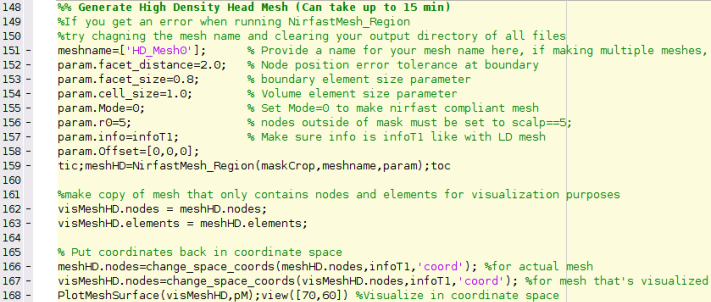 148 %% Generate High Density Head Mesh (Can take up to 15 min)
149 %If you get an error when running NirfastMesh_Region
150 %try chagning the mesh name and clearing your output directory of all files
151 - meshname=['HD_Mesh0']; % Provide a name for your mesh name here, if making multiple meshes,
152 - param.facet_distance=2.0; % Node position error tolerance at boundary
153 - param.facet_size=0.8; % boundary element size parameter
154 - param.cell_size=1.0; % Volume element size parameter
155 - param.Mode=0; % Set Mode=0 to make nirfast compliant mesh
156 - param.r0=5; % nodes outside of mask must be set to scalp==5;
157 - param.info=infoT1; % Make sure info is infoT1 like with LD mesh
158 - param.Offset=[0,0,0];
159 - tic;meshHD=NirfastMesh_Region(maskCrop,meshname,param);toc
160
161 %make copy of mesh that only contains nodes and elements for visualization purposes
162 - visMeshHD.nodes = meshHD.nodes;
163 - visMeshHD.elements = meshHD.elements;
164
165 % Put coordinates back in coordinate space
166 - meshHD.nodes=change_space_coords(meshHD.nodes,infoT1,'coord'); %for actual mesh
167 - visMeshHD.nodes=change_space_coords(visMeshHD.nodes,infoT1,'coord'); %for mesh that's visualized
168 - PlotMeshSurface(visMeshHD,pM);view([70,60]) %Visualize in coordinate space